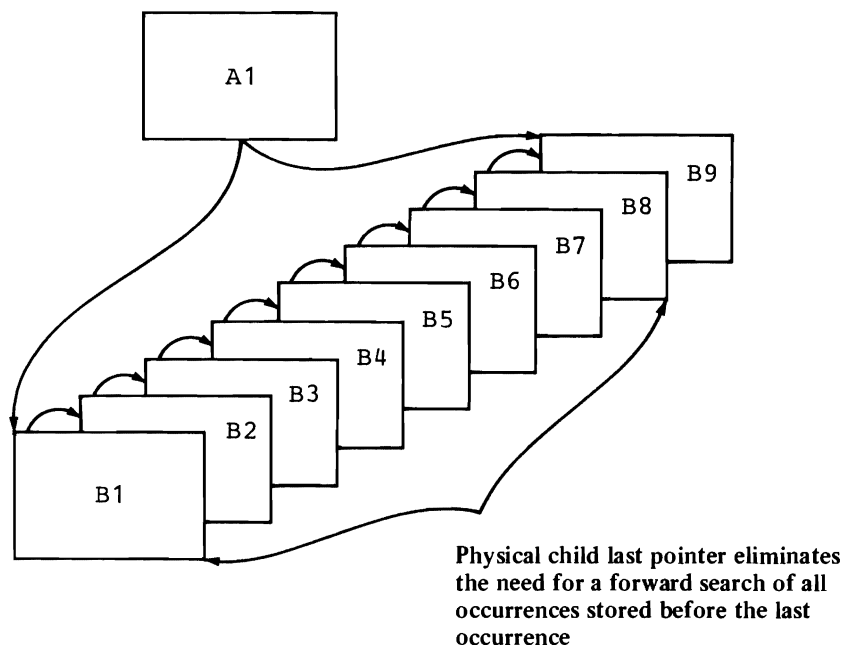 A1
B9
B8
B7
B6
B5
B4
B3
B2
B1
Physical child last pointer eliminates
the need for a forward search of all
occurrences stored before the last
occurrence